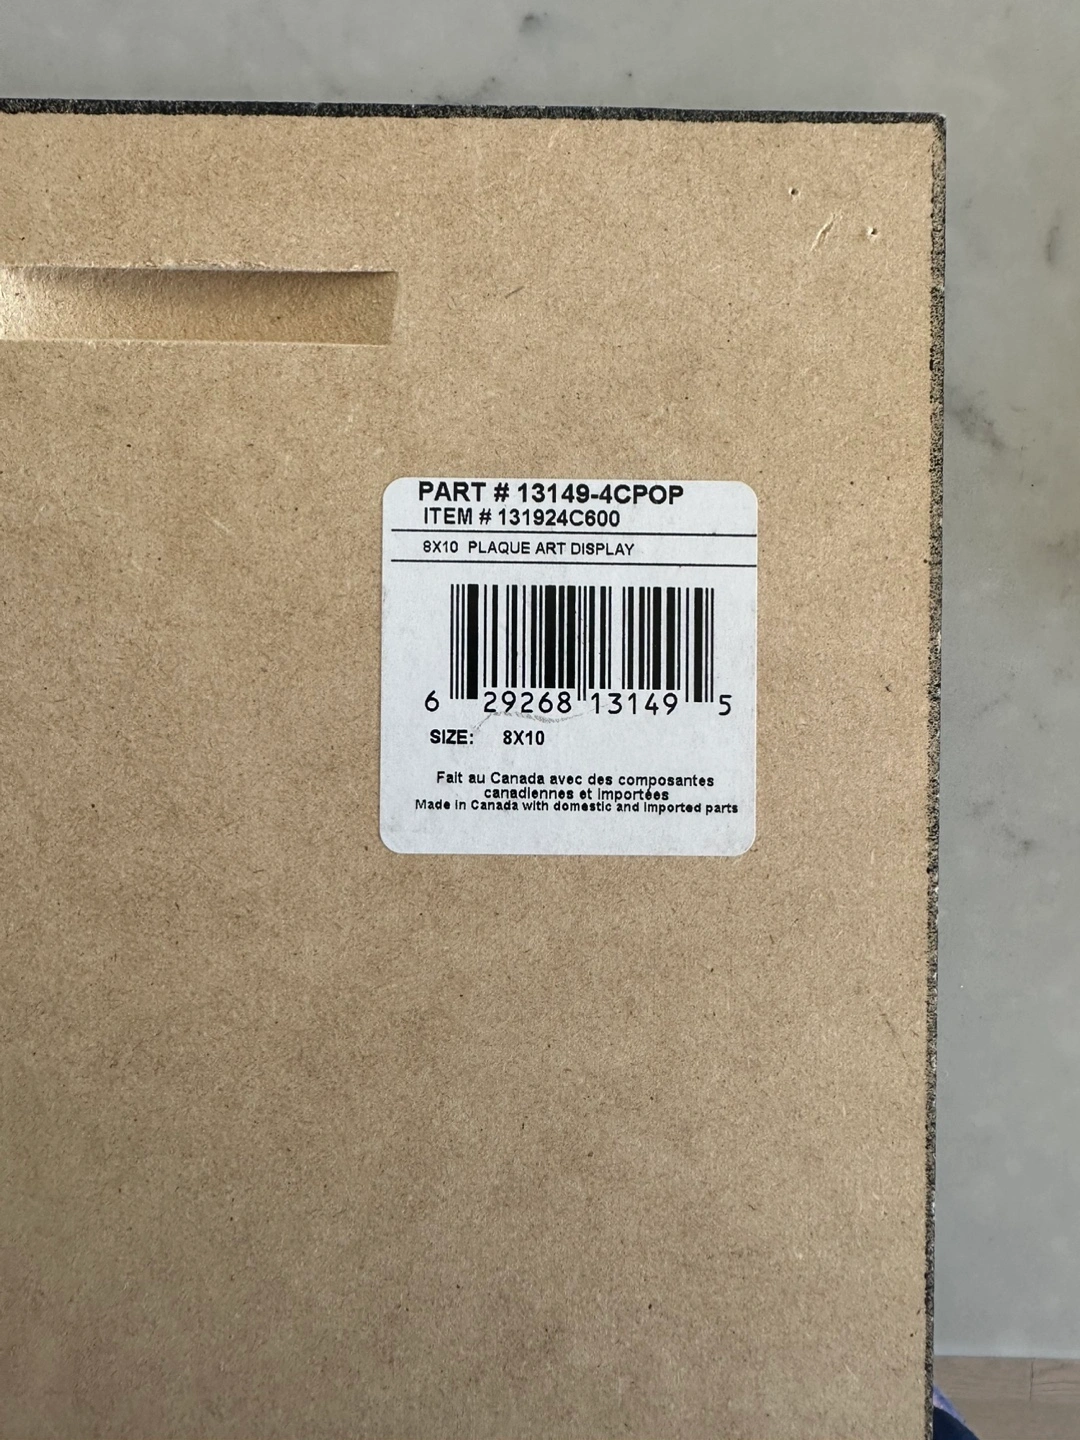 PART # 13149-4CPOP
ITEM # 131924C600
8X10 PLAQUE ART DISPLAY
6 29268 13149 5
SIZE: 8X10
Fait au Canada avec des composantes
canadiennes et importées
Made in Canada with domestic and imported parts